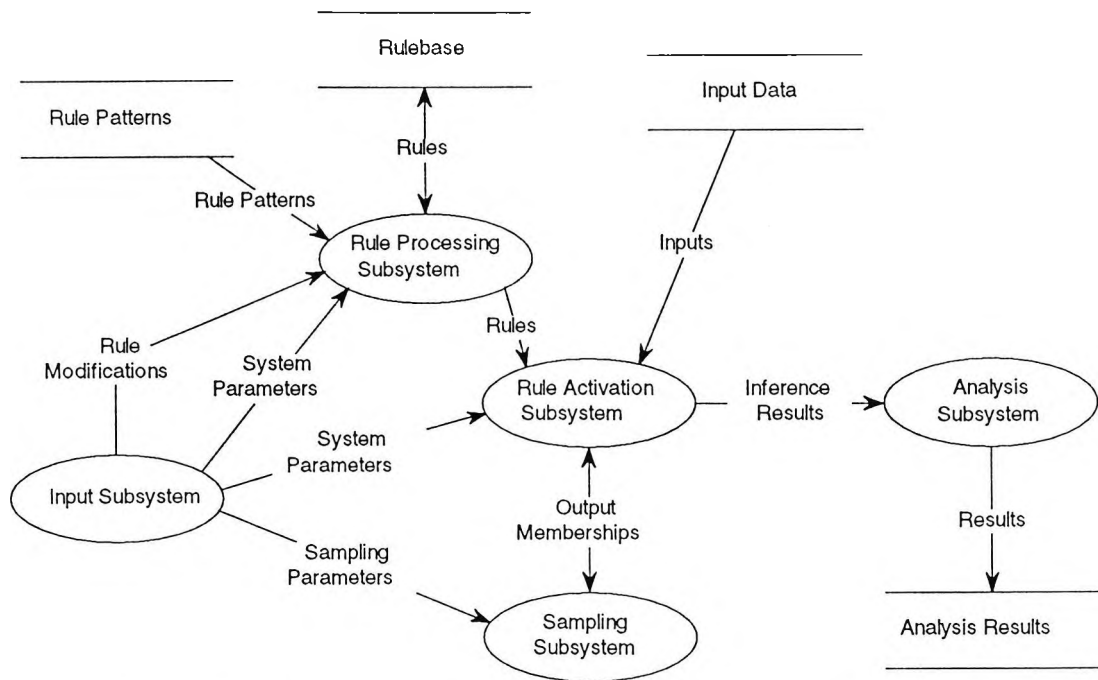 Rulebase
Input Data
Rule Patterns
Rules
Rule Patterns
Rule Processing
Subsystem
Inputs
Rules
Rule
Modifications
System
Parameters
Rule Activation
Subsystem
Inference
Results
Analysis
Subsystem
System
Parameters
Input Subsystem
Output
Memberships
Results
Sampling
Parameters
Sampling
Subsystem
Analysis Results